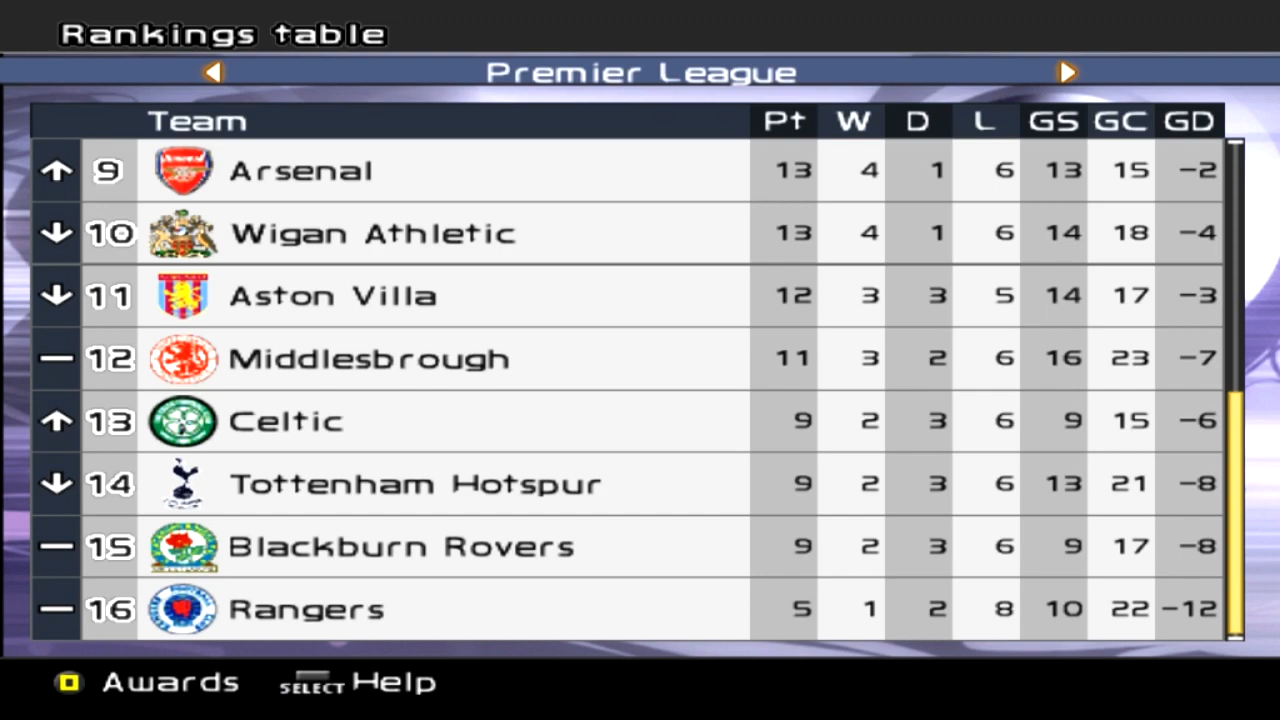 Rankings table
Premier League
Team Pt W D L GS GC GD
9 Arsenal 13 4 1 6 13 15 -2
10 Wigan Athletic 13 4 1 6 14 18 -4
11 Aston Villa 12 3 3 5 14 17 -3
12 Middlesbrough 11 3 2 6 16 23 -7
13 Celtic 9 2 3 6 9 15 -6
14 Tottenham Hotspur 9 2 3 6 13 21 -8
15 Blackburn Rovers 9 2 3 6 9 17 -8
16 Rangers 5 1 2 8 10 22 -12
Awards SELECT Help